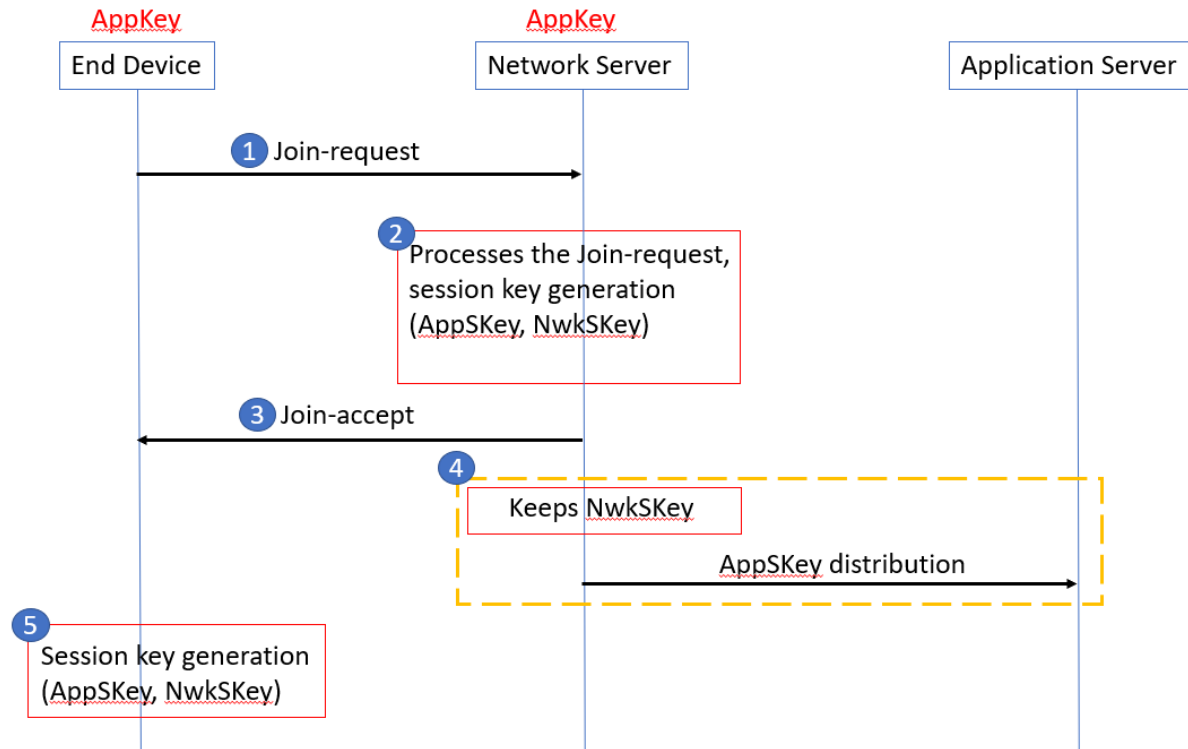 AppKey
AppKey
End Device
Network Server
Application Server
1 Join-request
2
Processes the Join-request,
session key generation
(AppSKey, NwkSKey)
3 Join-accept
4
Keeps NwkSKey
AppSKey distribution
5
Session key generation
(AppSKey, NwkSKey)